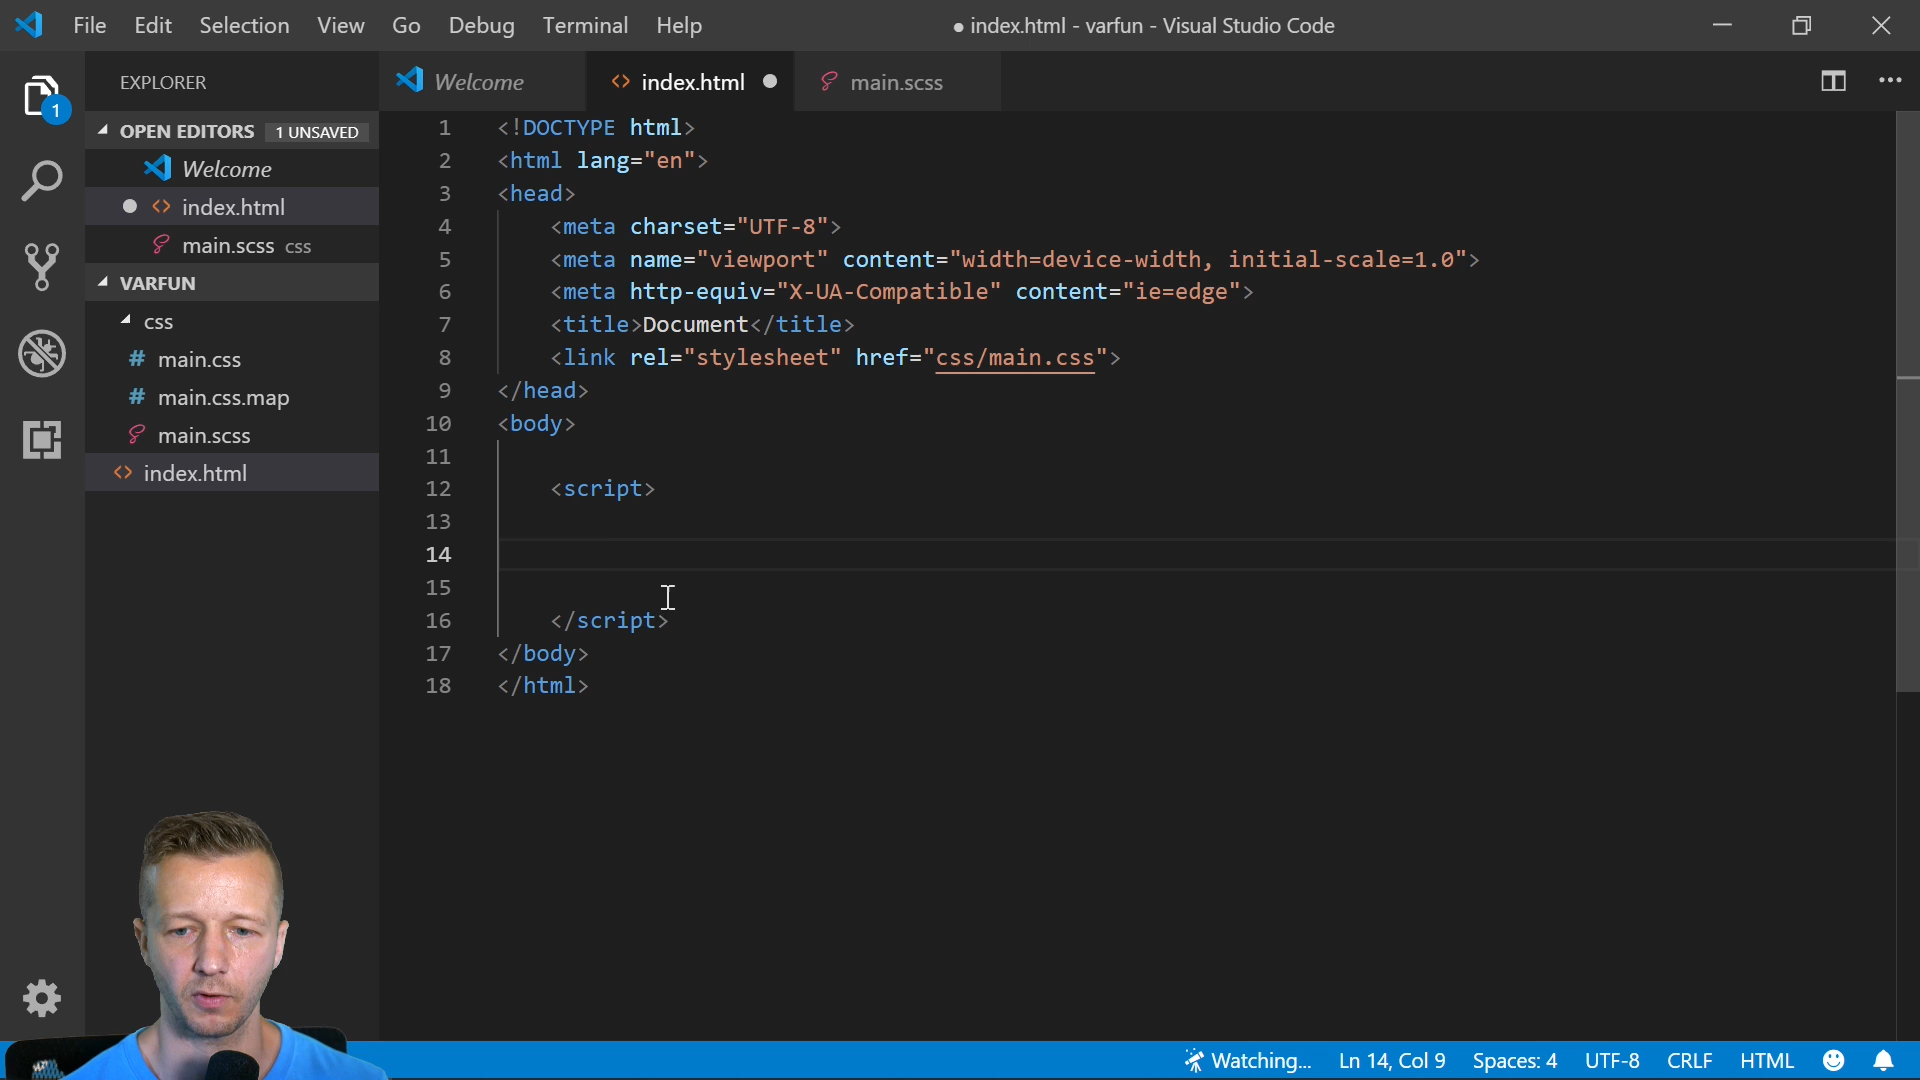 File Edit Selection View Go Debug Terminal Help
● index.html - varfun - Visual Studio Code
EXPLORER
1
OPEN EDITORS 1 UNSAVED
Welcome
index.html
main.scss css
VARFUN
css
# main.css
# main.css.map
main.scss
<> index.html
Welcome
<> index.html
main.scss
1 <!DOCTYPE html>
2 <html lang="en">
3 <head>
4 <meta charset="UTF-8">
5 <meta name="viewport" content="width=device-width, initial-scale=1.0">
6 <meta http-equiv="X-UA-Compatible" content="ie=edge">
7 <title>Document</title>
8 <link rel="stylesheet" href="css/main.css">
9 </head>
10 <body>
11
12 <script>
13
14
15
16 </script>
17 </body>
18 </html>
Watching... Ln 14, Col 9 Spaces: 4 UTF-8 CRLF HTML